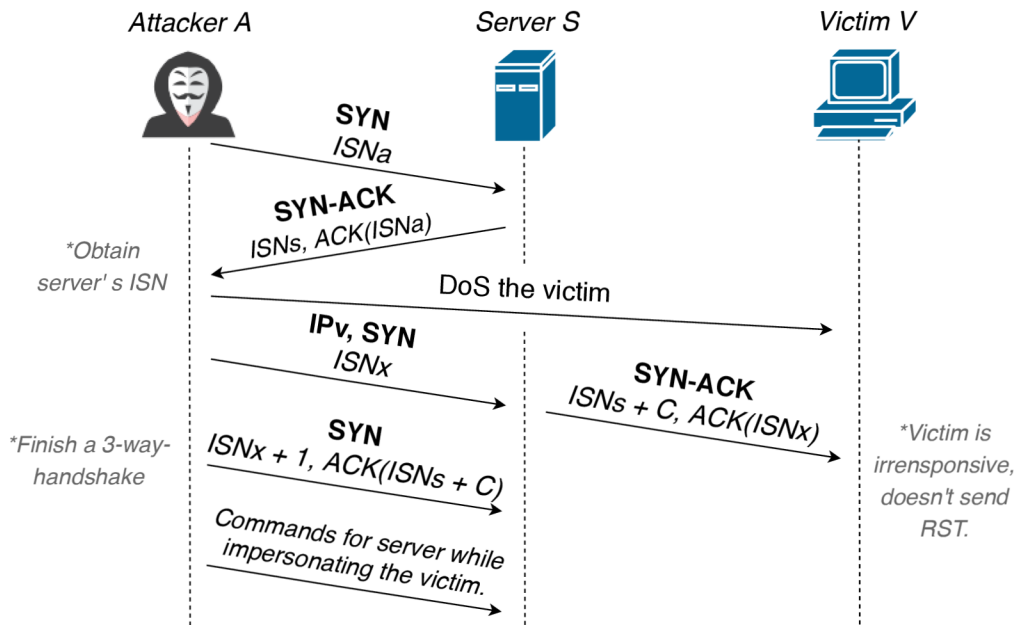 Attacker A
Server S
Victim V
SYN
ISNa
SYN-ACK
ISNs, ACK(ISNa)
*Obtain
server' s ISN
DoS the victim
IPv, SYN
ISNx
SYN-ACK
ISNs + C, ACK(ISNx)
*Finish a 3-way-
handshake
SYN
ISNx + 1, ACK(ISNs + C)
*Victim is
irrensponsive,
doesn't send
RST.
Commands for server while
impersonating the victim.